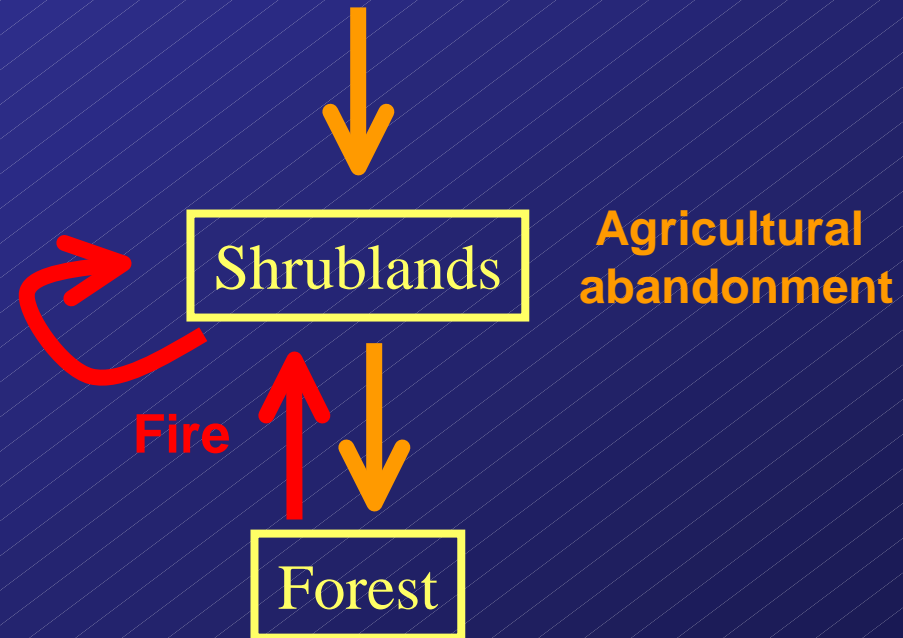 Shrublands
Agricultural
abandonment
Fire
Forest